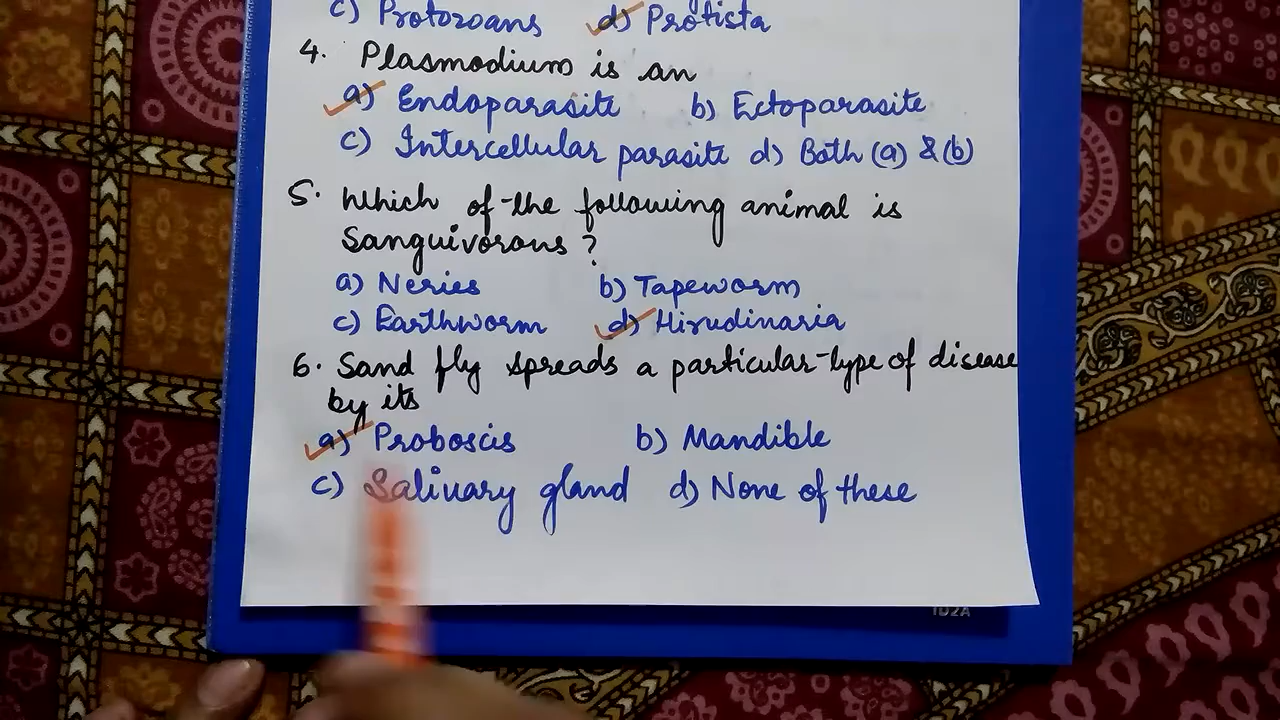 c) Protozoans d) Protista
4. Plasmodium is an
a) Endoparasite b) Ectoparasite
c) Intercellular parasite d) Both (a) & (b)
5. Which of the following animal is
Sanguivorous ?
a) Neries b) Tapeworm
c) Earthworm d) Hirudinaria
6. Sand fly spreads a particular type of disease
by its
a) Proboscis b) Mandible
c) Salivary gland d) None of these
ID2A